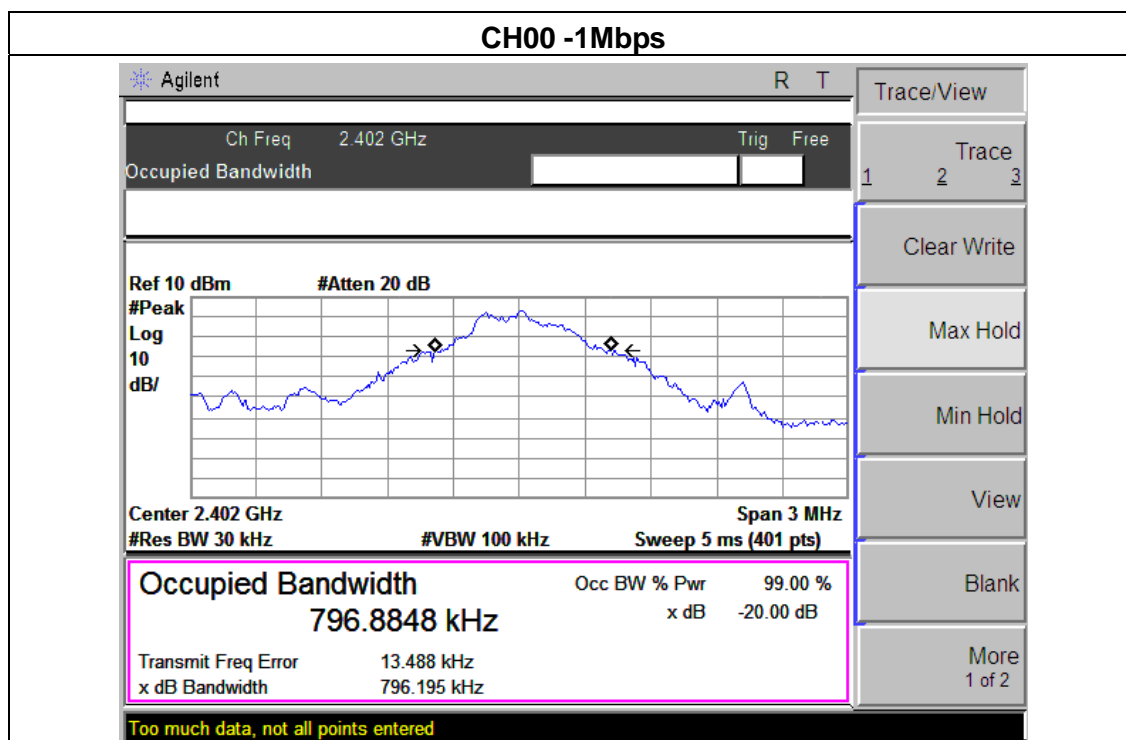 CH00 -1Mbps
Agilent R T
Trace/View
Ch Freq 2.402 GHz Trig Free
Occupied Bandwidth
Trace
1 2 3
Clear Write
Ref 10 dBm #Atten 20 dB
#Peak
Log
10
dB/
Max Hold
Min Hold
Center 2.402 GHz Span 3 MHz
#Res BW 30 kHz #VBW 100 kHz Sweep 5 ms (401 pts)
View
Occupied Bandwidth Occ BW % Pwr 99.00 %
796.8848 kHz x dB -20.00 dB
Blank
Transmit Freq Error 13.488 kHz
x dB Bandwidth 796.195 kHz
More
1 of 2
Too much data, not all points entered